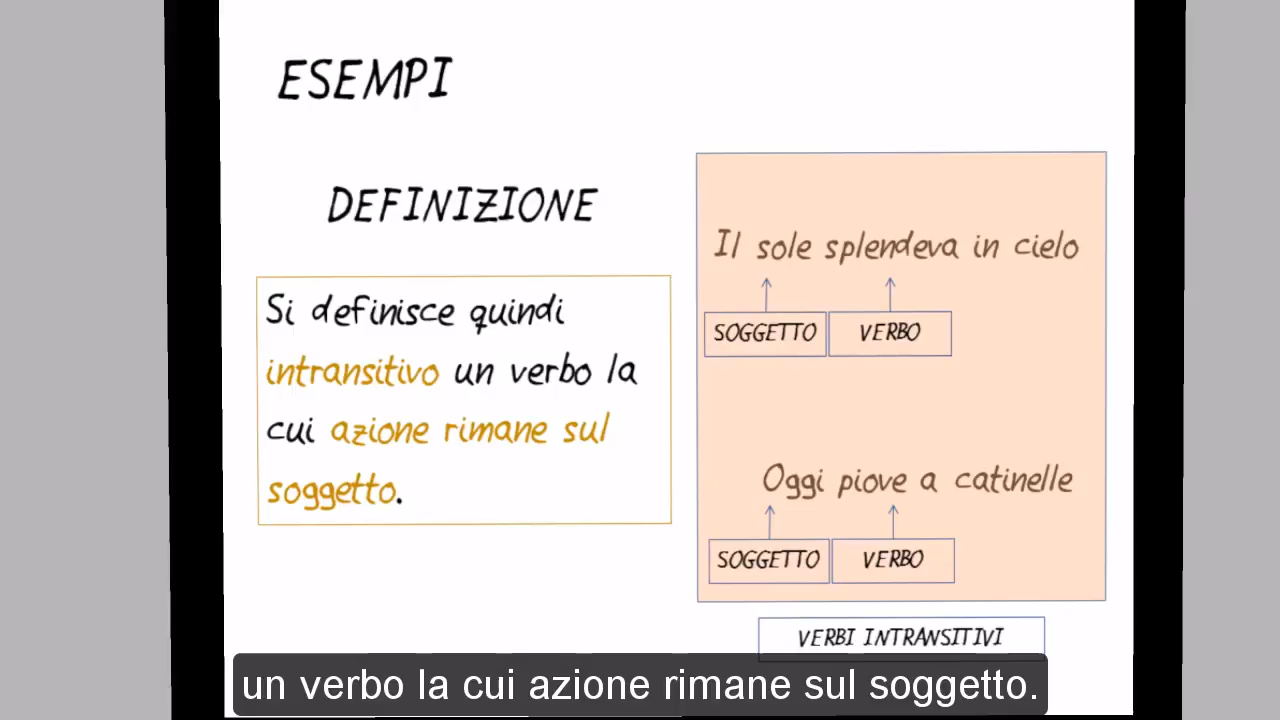 ESEMPI
DEFINIZIONE
Si definisce quindi
intransitivo un verbo la
cui azione rimane sul
soggetto.
Il sole splendeva in cielo
SOGGETTO VERBO
Oggi piove a catinelle
SOGGETTO VERBO
VERBI INTRANSITIVI
un verbo la cui azione rimane sul soggetto.